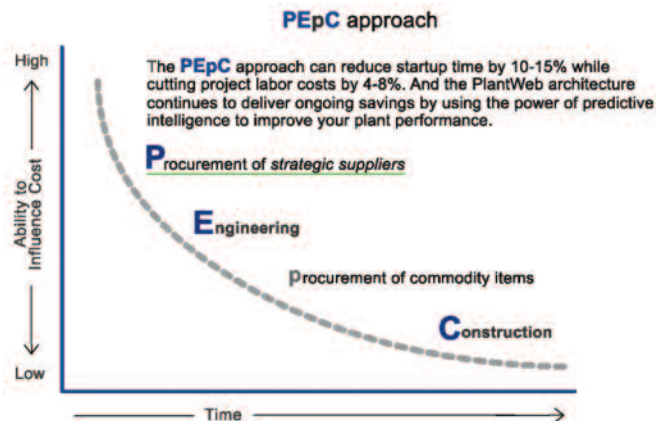 PEpC approach
High
The PEpC approach can reduce startup time by 10-15% while
cutting project labor costs by 4-8%. And the PlantWeb architecture
continues to deliver ongoing savings by using the power of predictive
intelligence to improve your plant performance.
Procurement of strategic suppliers
Ability to
Influence Cost
Engineering
procurement of commodity items
Construction
Low
Time